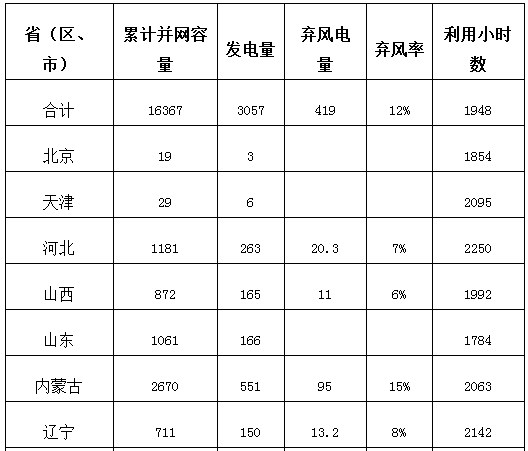 省（区、市） 累计并网容量 发电量 弃风电量 弃风率 利用小时数
合计 16367 3057 419 12% 1948
北京 19 3 1854
天津 29 6 2095
河北 1181 263 20.3 7% 2250
山西 872 165 11 6% 1992
山东 1061 166 1784
内蒙古 2670 551 95 15% 2063
辽宁 711 150 13.2 8% 2142